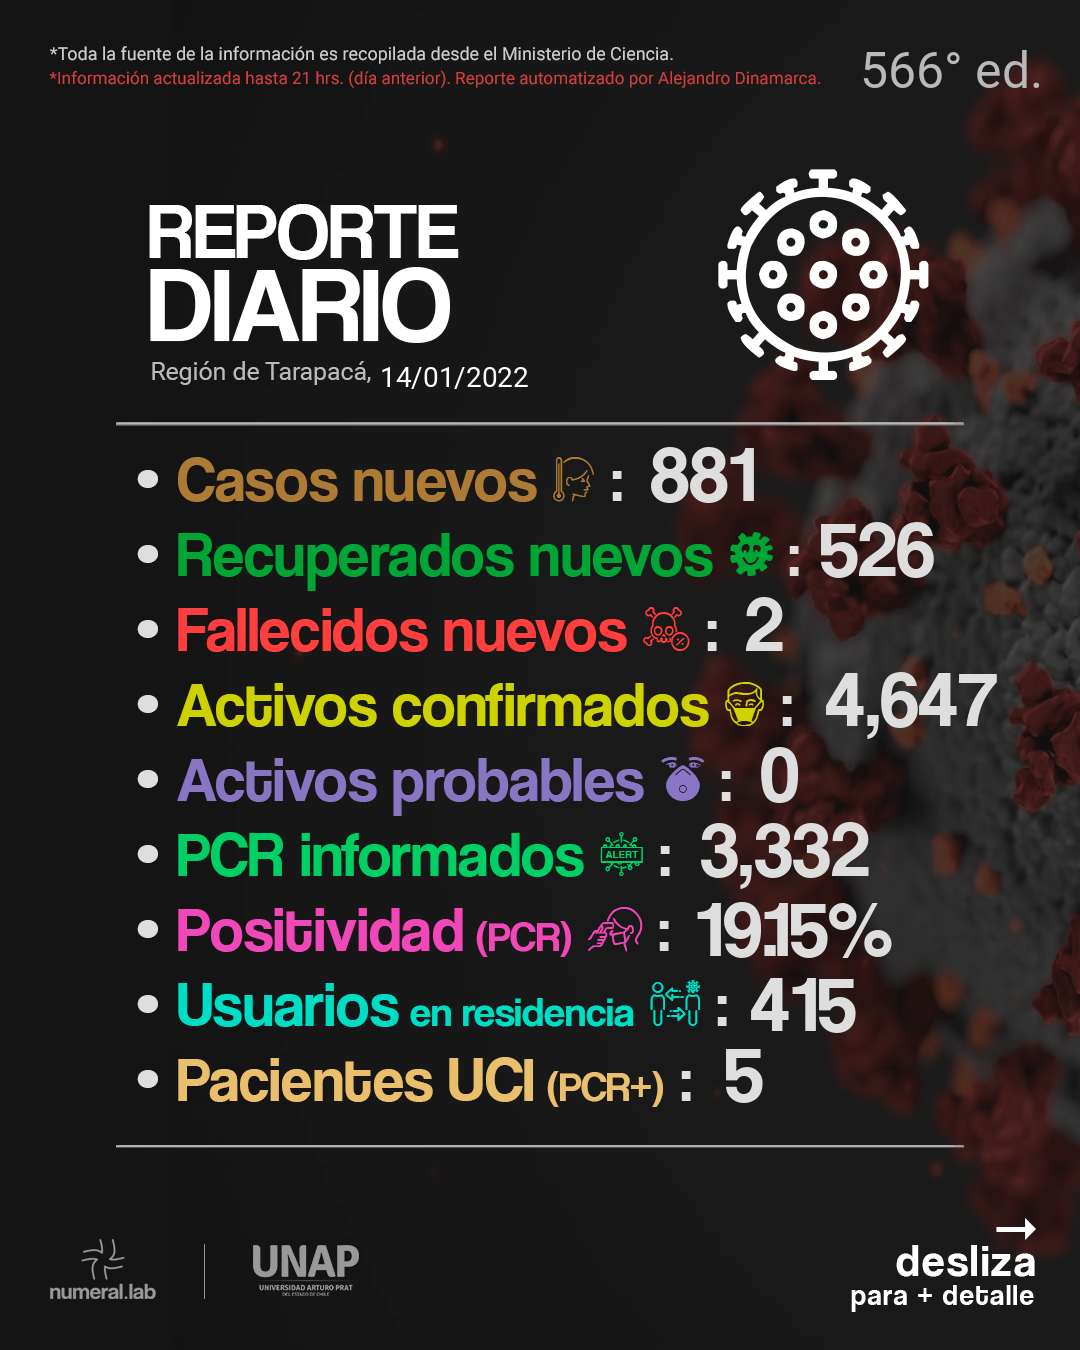 *Toda la fuente de la información es recopilada desde el Ministerio de Ciencia.
*Información actualizada hasta 21 hrs. (día anterior). Reporte automatizado por Alejandro Dinamarca.
566° ed.
REPORTE
DIARIO
Región de Tarapacá, 14/01/2022
• Casos nuevos : 881
• Recuperados nuevos : 526
• Fallecidos nuevos : 2
• Activos confirmados : 4,647
• Activos probables : 0
• PCR informados ALERT : 3,332
• Positividad (PCR) : 19.15%
• Usuarios en residencia : 415
• Pacientes UCI (PCR+) : 5
numeral.lab
UNAP
UNIVERSIDAD ARTURO PRAT
DEL ESTADO DE CHILE
desliza
para + detalle